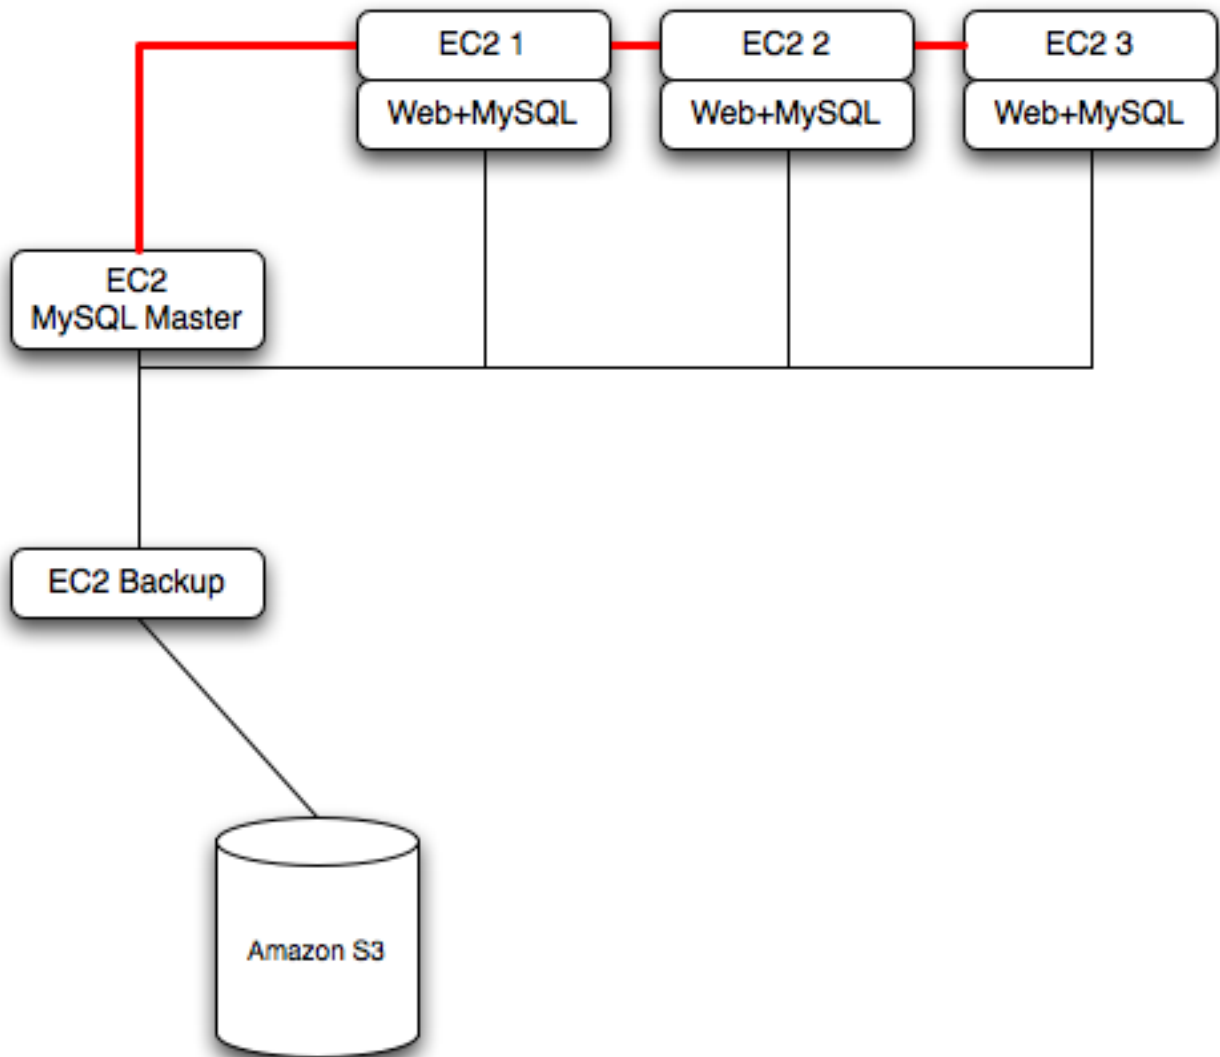 EC2 1
EC2 2
EC2 3
Web+MySQL
Web+MySQL
Web+MySQL
EC2
MySQL Master
EC2 Backup
Amazon S3